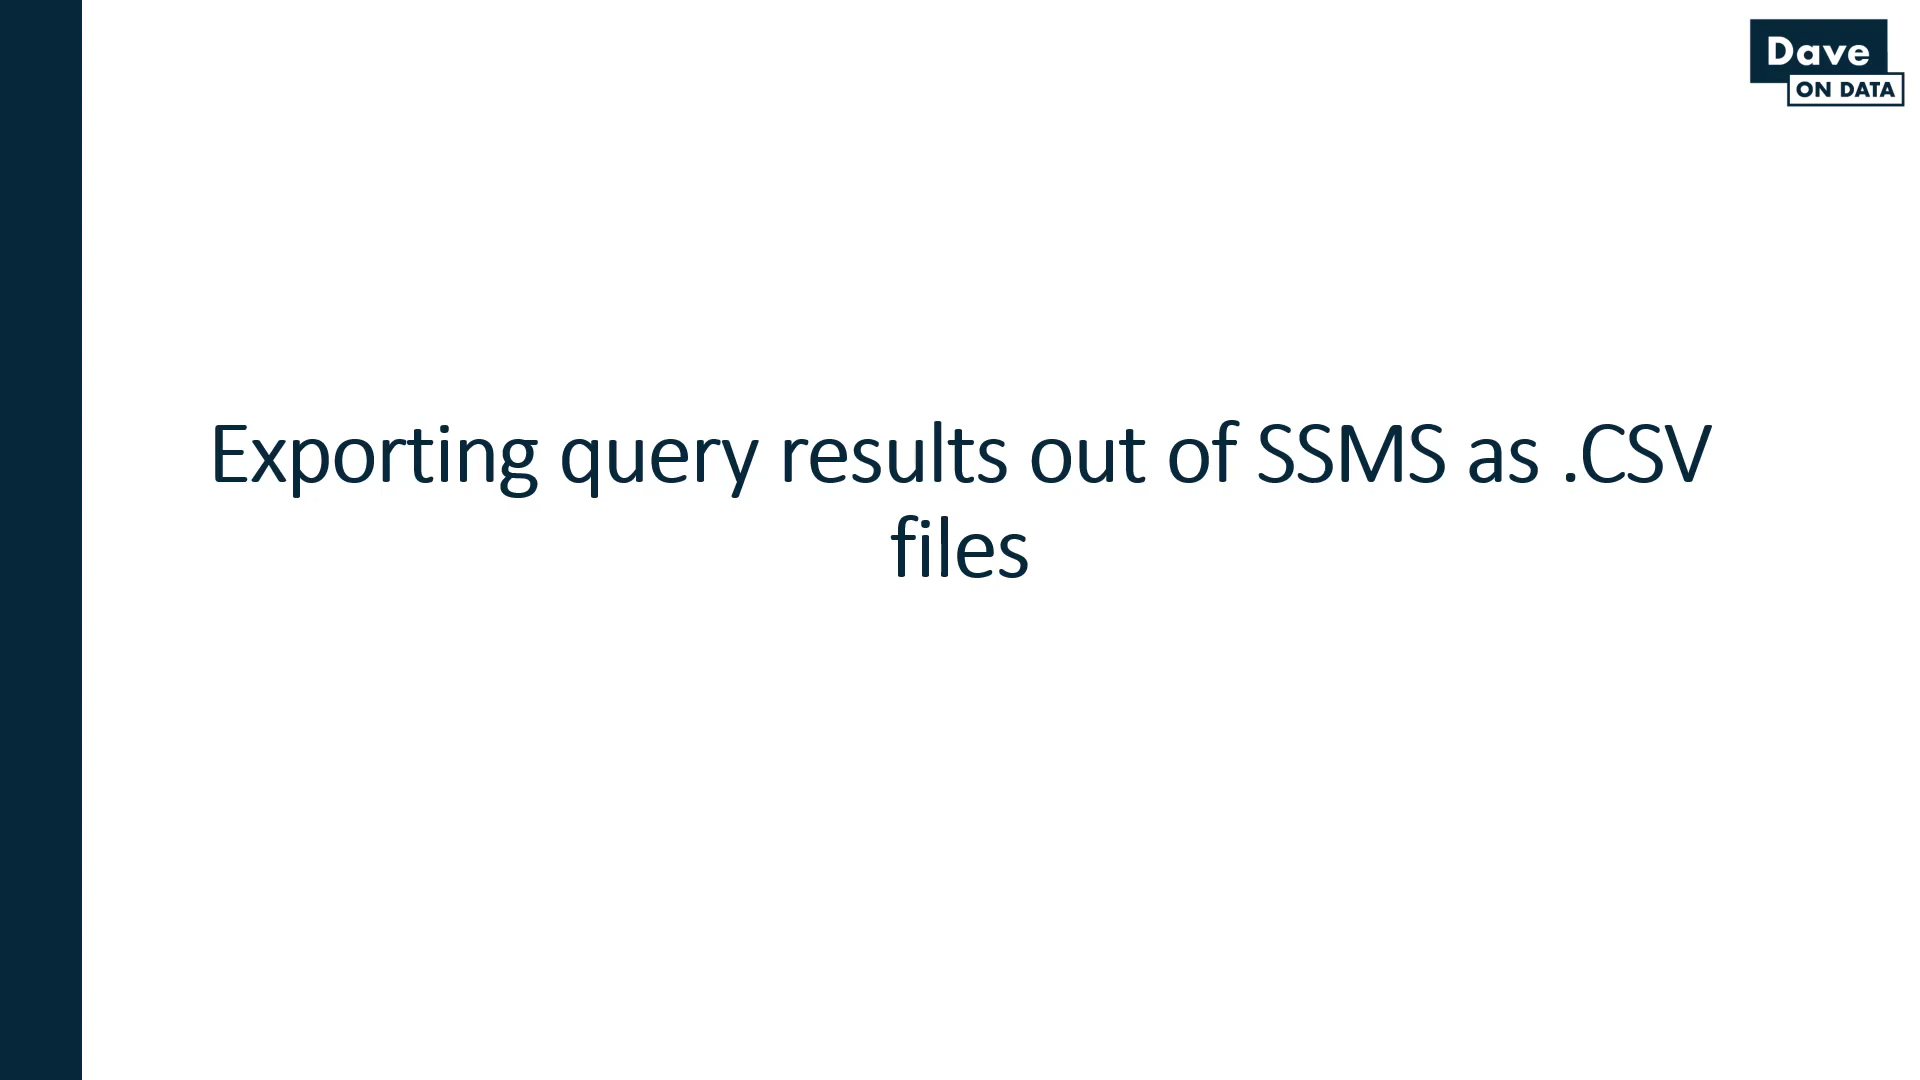 Dave
ON DATA
Exporting query results out of SSMS as .CSV
files